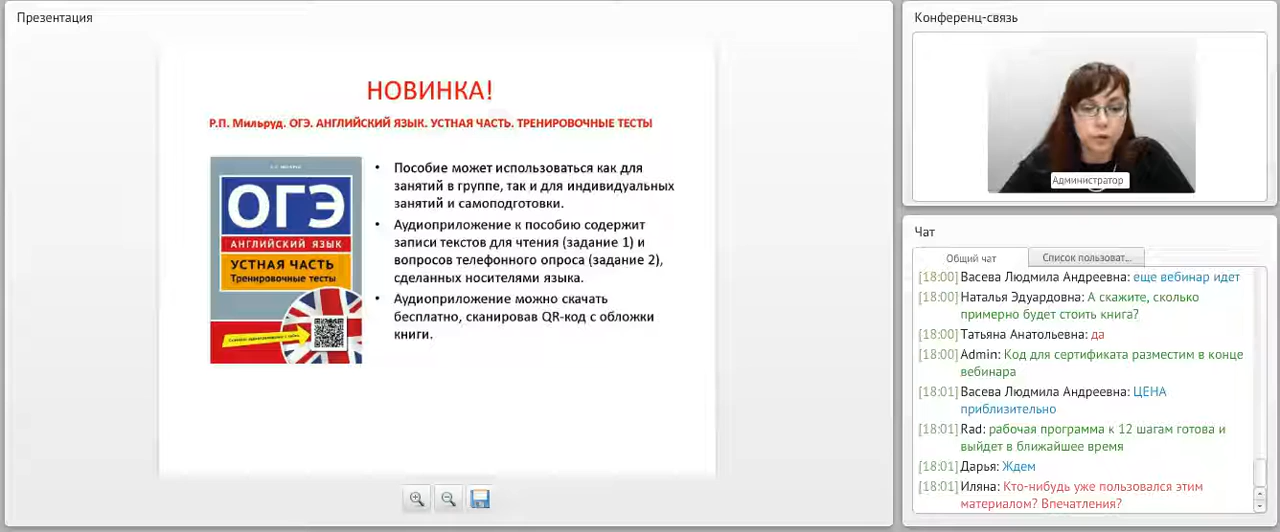 Презентация
НОВИНКА!
Р.П. Мильруд. ОГЭ. АНГЛИЙСКИЙ ЯЗЫК. УСТНАЯ ЧАСТЬ. ТРЕНИРОВОЧНЫЕ ТЕСТЫ
ОГЭ
АНГЛИЙСКИЙ ЯЗЫК
УСТНАЯ ЧАСТЬ
Тренировочные тесты
• Пособие может использоваться как для
занятий в группе, так и для индивидуальных
занятий и самоподготовки.
• Аудиоприложение к пособию содержит
записи текстов для чтения (задание 1) и
вопросов телефонного опроса (задание 2),
сделанных носителями языка.
• Аудиоприложение можно скачать
бесплатно, сканировав QR-код с обложки
книги.
Конференц-связь
Администратор
Чат
Общий чат
Список пользоват...
[18:00] Васева Людмила Андреевна: еще вебинар идет
[18:00] Наталья Эдуардовна: А скажите, сколько
примерно будет стоить книга?
[18:00] Татьяна Анатольевна: да
[18:00] Admin: Код для сертификата разместим в конце
вебинара
[18:01] Васева Людмила Андреевна: ЦЕНА
приблизительно
[18:01] Rad: рабочая программа к 12 шагам готова и
выйдет в ближайшее время
[18:01] Дарья: Ждем
[18:01] Иляна: Кто-нибудь уже пользовался этим
материалом? Впечатления?